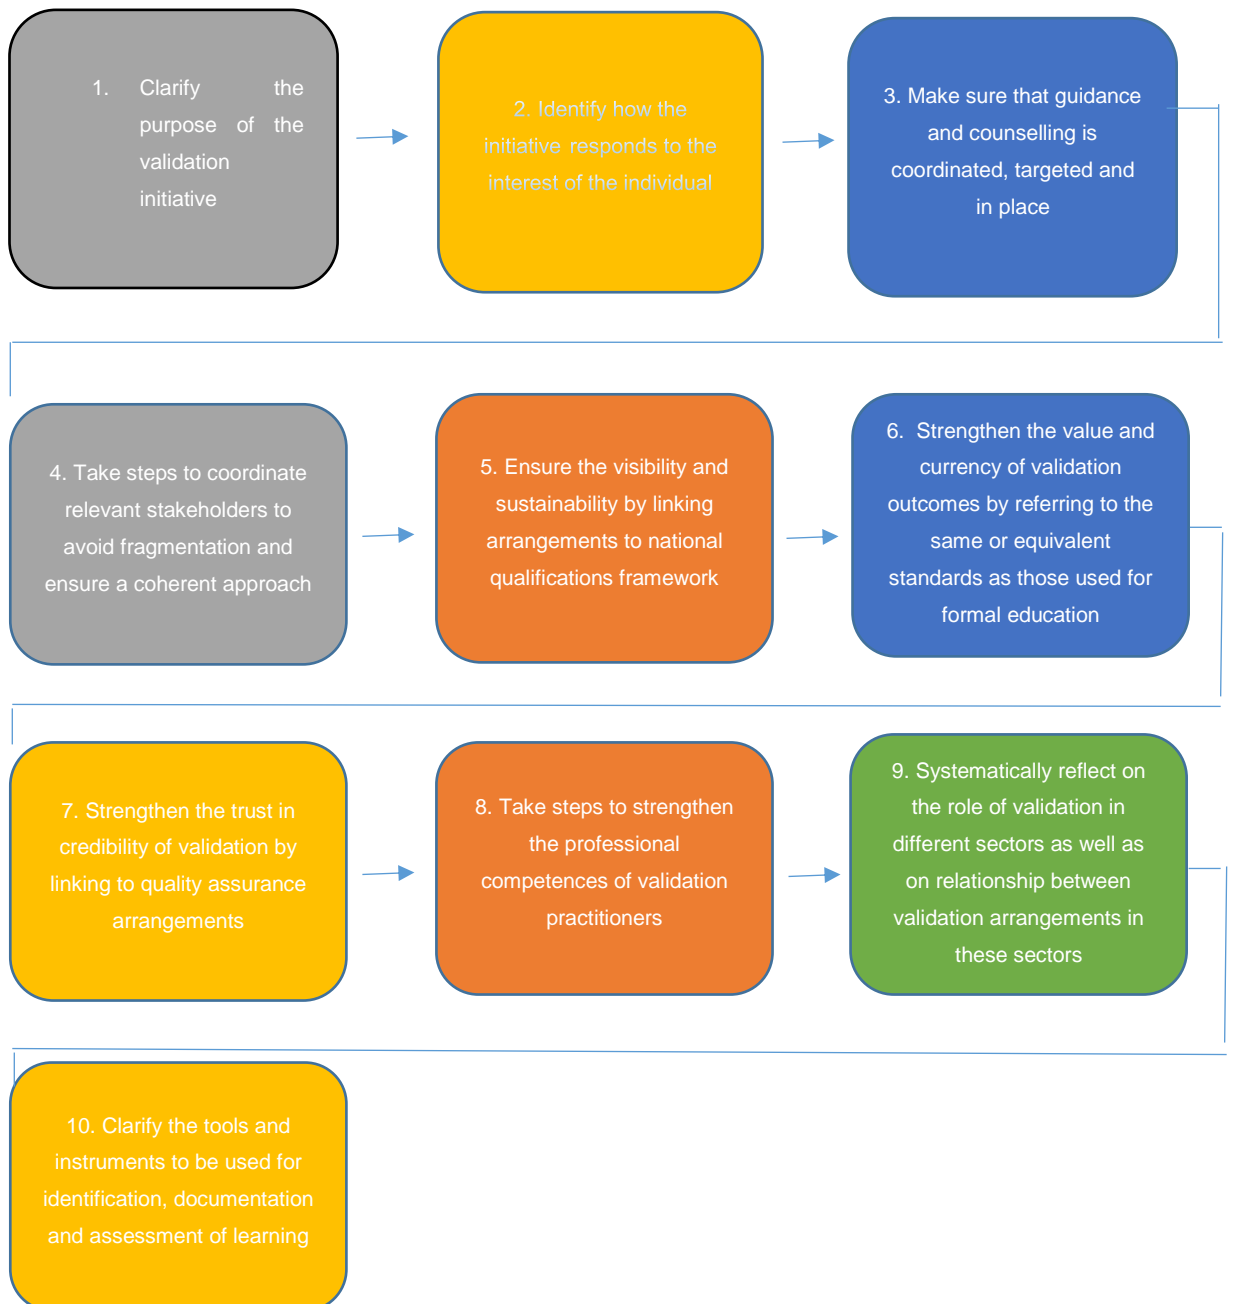 1. Clarify the
purpose of the
validation
initiative
2. Identify how the
initiative responds to the
interest of the individual
3. Make sure that guidance
and counselling is
coordinated, targeted and
in place
4. Take steps to coordinate
relevant stakeholders to
avoid fragmentation and
ensure a coherent approach
5. Ensure the visibility and
sustainability by linking
arrangements to national
qualifications framework
6. Strengthen the value and
currency of validation
outcomes by referring to the
same or equivalent
standards as those used for
formal education
7. Strengthen the trust in
credibility of validation by
linking to quality assurance
arrangements
8. Take steps to strengthen
the professional
competences of validation
practitioners
9. Systematically reflect on
the role of validation in
different sectors as well as
on relationship between
validation arrangements in
these sectors
10. Clarify the tools and
instruments to be used for
identification, documentation
and assessment of learning